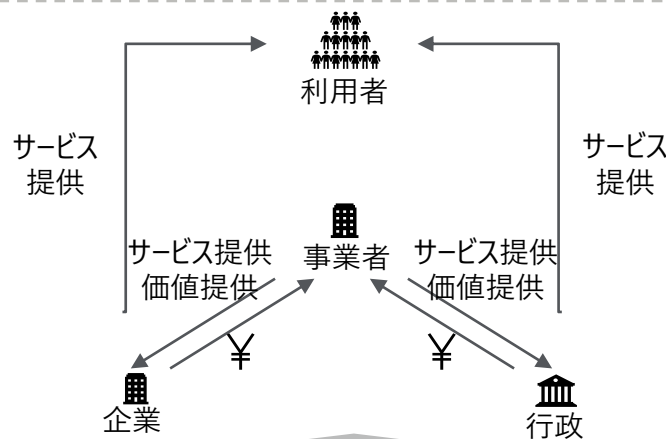 利用者
サービス
提供
サービス
提供
事業者
サービス提供
価値提供
サービス提供
価値提供
¥
¥
企業
行政